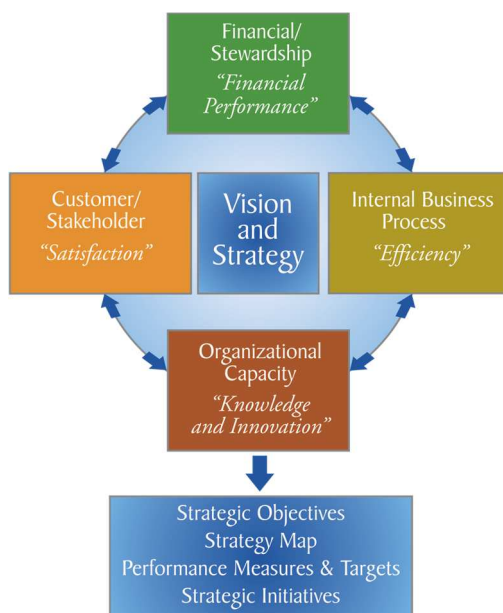 Financial/
Stewardship
“Financial
Performance”
Customer/
Stakeholder
“Satisfaction”
Vision
and
Strategy
Internal Business
Process
“Efficiency”
Organizational
Capacity
“Knowledge
and Innovation”
Strategic Objectives
Strategy Map
Performance Measures & Targets
Strategic Initiatives